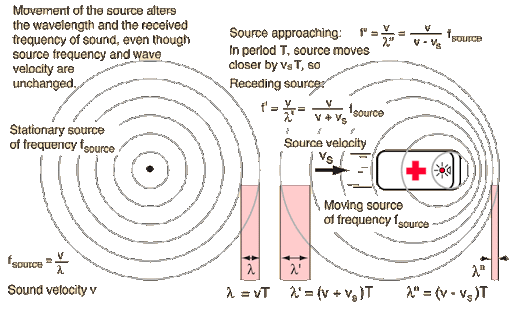 Movement of the source alters
the wavelength and the received
frequency of sound, even though
source frequency and wave
velocity are
unchanged.
Stationary source
of frequency fsource
fsource = v/λ
Sound velocity v
Source approaching: f" = v/λ" = v/(v - vs) fsource
In period T, source moves
closer by vsT, so
Receding source:
f' = v/λ' = v/(v + vs) fsource
Source velocity
vs
Moving source
of frequency fsource
λ
λ'
λ"
λ = vT
λ' = (v + vs)T
λ" = (v - vs)T